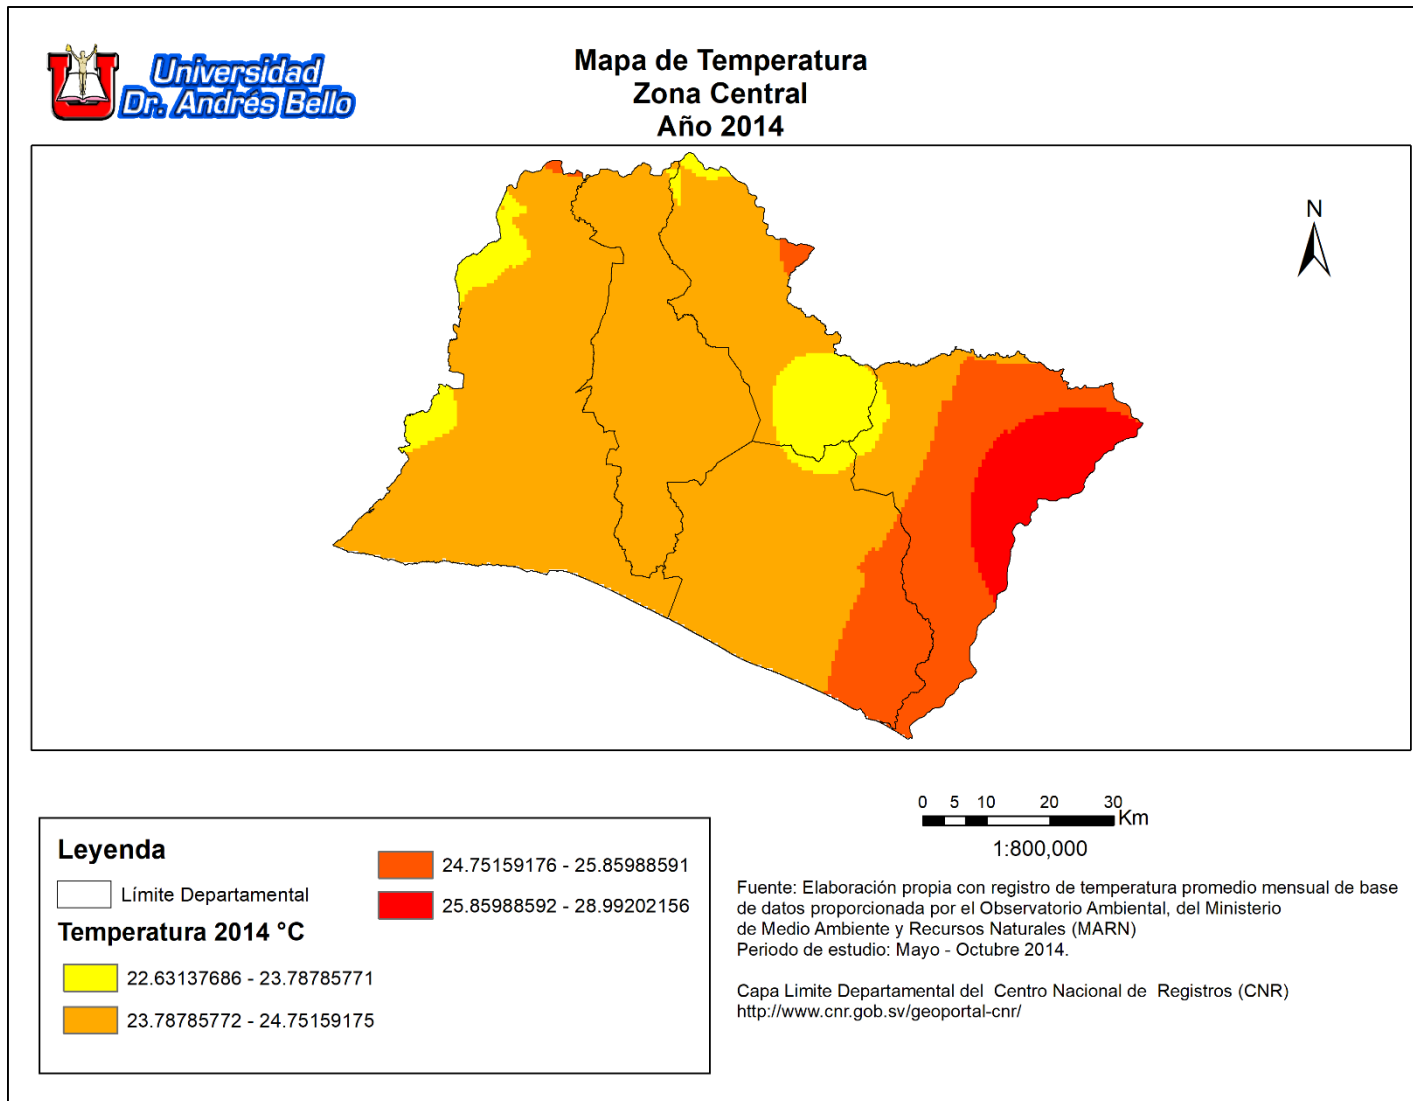 Universidad
Dr. Andrés Bello
Mapa de Temperatura
Zona Central
Año 2014
N
0 5 10 20 30
Km
1:800,000
Leyenda
Límite Departamental
Temperatura 2014 °C
22.63137686 - 23.78785771
23.78785772 - 24.75159175
24.75159176 - 25.85988591
25.85988592 - 28.99202156
Fuente: Elaboración propia con registro de temperatura promedio mensual de base
de datos proporcionada por el Observatorio Ambiental, del Ministerio
de Medio Ambiente y Recursos Naturales (MARN)
Periodo de estudio: Mayo - Octubre 2014.
Capa Limite Departamental del Centro Nacional de Registros (CNR)
http://www.cnr.gob.sv/geoportal-cnr/